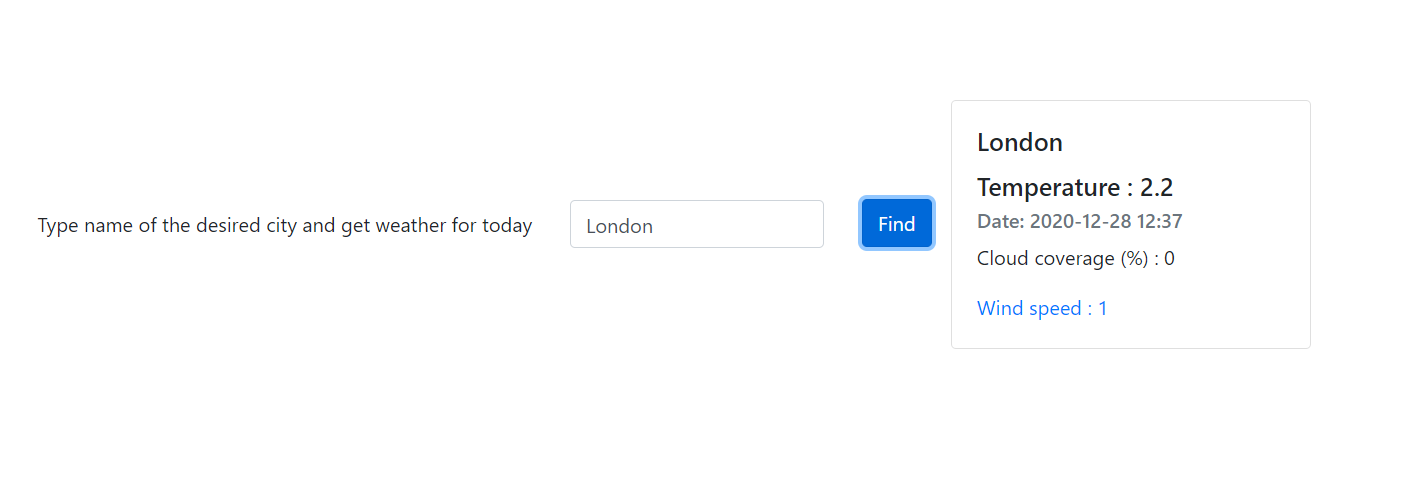 Type name of the desired city and get weather for today
London
Find
London
Temperature : 2.2
Date: 2020-12-28 12:37
Cloud coverage (%) : 0
Wind speed : 1